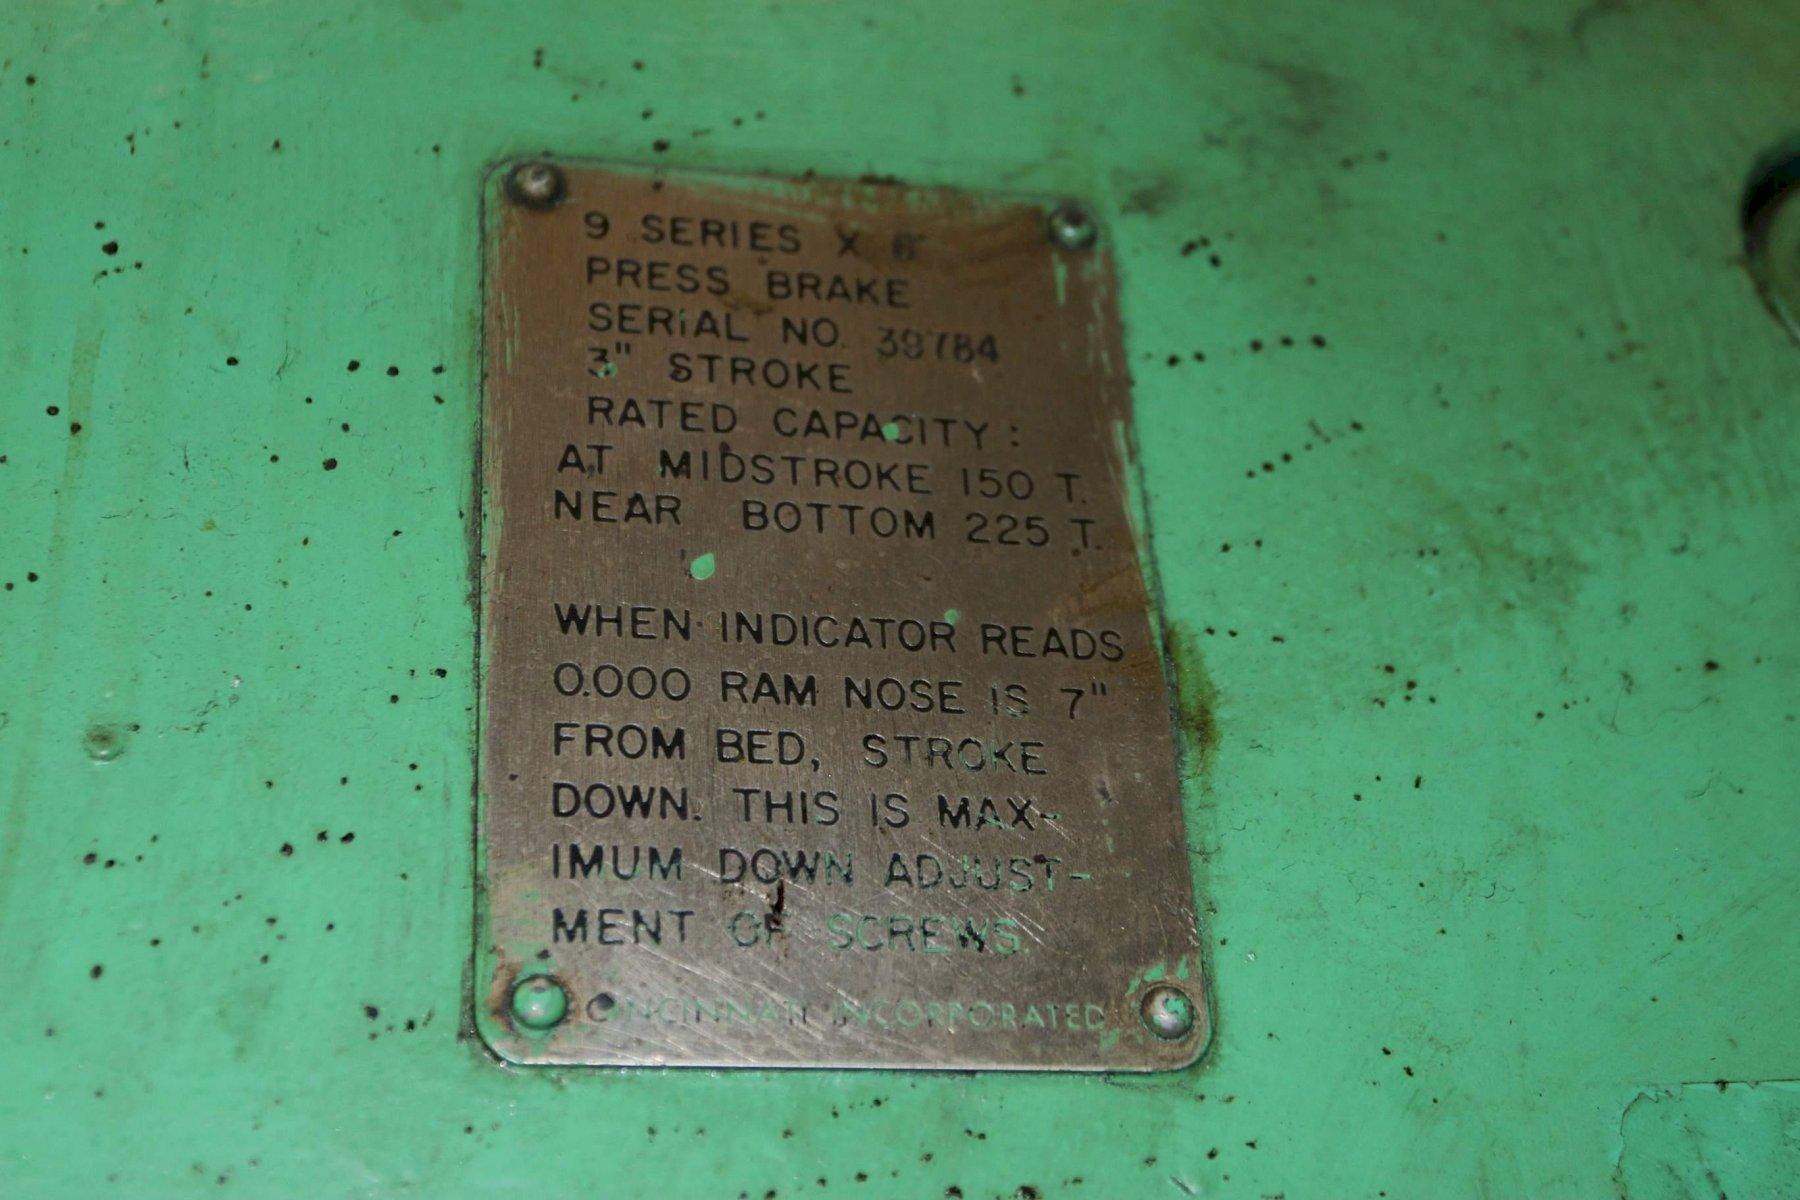 9 SERIES X 6'
PRESS BRAKE
SERIAL NO. 39784
3" STROKE
RATED CAPACITY :
AT MIDSTROKE 150 T.
NEAR BOTTOM 225 T.
WHEN INDICATOR READS
0.000 RAM NOSE IS 7"
FROM BED, STROKE
DOWN. THIS IS MAX-
IMUM DOWN ADJUST-
MENT OF SCREWS.
CINCINNATI INCORPORATED